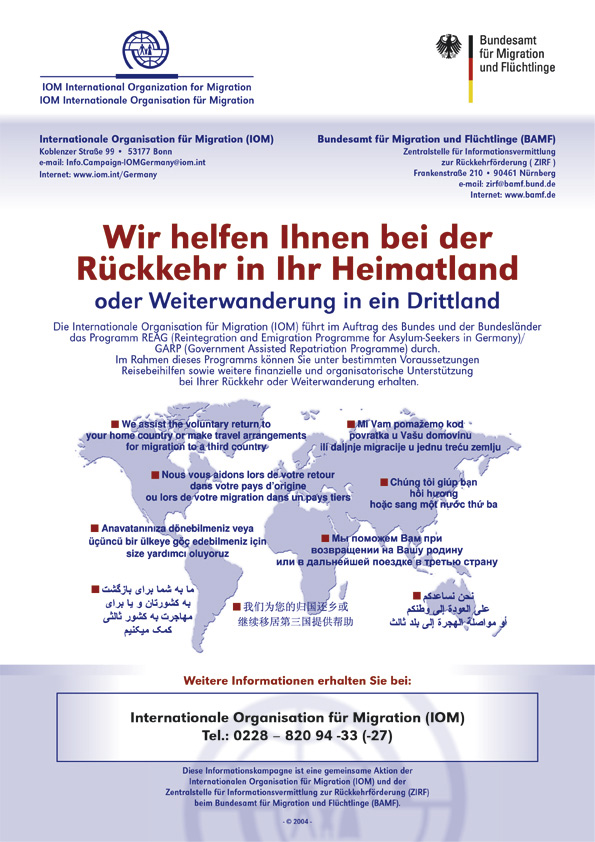 IOM International Organization for Migration
IOM Internationale Organisation für Migration
Bundesamt
für Migration
und Flüchtlinge
Internationale Organisation für Migration (IOM)
Koblenzer Straße 99 • 53177 Bonn
e-mail: Info.Campaign-IOMGermany@iom.int
Internet: www.iom.int/Germany
Bundesamt für Migration und Flüchtlinge (BAMF)
Zentralstelle für Informationsvermittlung
zur Rückkehrförderung ( ZIRF )
Frankenstraße 210 • 90461 Nürnberg
e-mail: zirf@bamf.bund.de
Internet: www.bamf.de
Wir helfen Ihnen bei der
Rückkehr in Ihr Heimatland
oder Weiterwanderung in ein Drittland
Die Internationale Organisation für Migration (IOM) führt im Auftrag des Bundes und der Bundesländer
das Programm REAG (Reintegration and Emigration Programme for Asylum-Seekers in Germany)/
GARP (Government Assisted Repatriation Programme) durch.
Im Rahmen dieses Programms können Sie unter bestimmten Voraussetzungen
Reisebeihilfen sowie weitere finanzielle und organisatorische Unterstützung
bei Ihrer Rückkehr oder Weiterwanderung erhalten.
We assist the voluntary return to
your home country or make travel arrangements
for migration to a third country
Mi Vam pomažemo kod
povratka u Vašu domovinu
ili daljnje migracije u jednu treću zemlju
Nous vous aidons lors de votre retour
dans votre pays d'origine
ou lors de votre migration dans un pays tiers
Chúng tôi giúp bạn
hồi hương
hoặc sang một nước thứ ba
Anavatanınıza dönebilmeniz veya
üçüncü bir ülkeye göç edebilmeniz için
size yardımcı oluyoruz
Мы поможем Вам при
возвращении на Вашу родину
или в дальнейшей поездке в третью страну
ما به شما برای بازگشت
به کشورتان و یا برای
مهاجرت به کشور ثالثی
کمک میکنیم
我们为您的归国还乡或
继续移居第三国提供帮助
نحن نساعدكم
على العودة إلى وطنكم
أو مواصلة الهجرة إلى بلد ثالث
Weitere Informationen erhalten Sie bei:
Internationale Organisation für Migration (IOM)
Tel.: 0228 – 820 94 -33 (-27)
Diese Informationskampagne ist eine gemeinsame Aktion der
Internationalen Organisation für Migration (IOM) und der
Zentralstelle für Informationsvermittlung zur Rückkehrförderung (ZIRF)
beim Bundesamt für Migration und Flüchtlinge (BAMF).
- © 2004 -